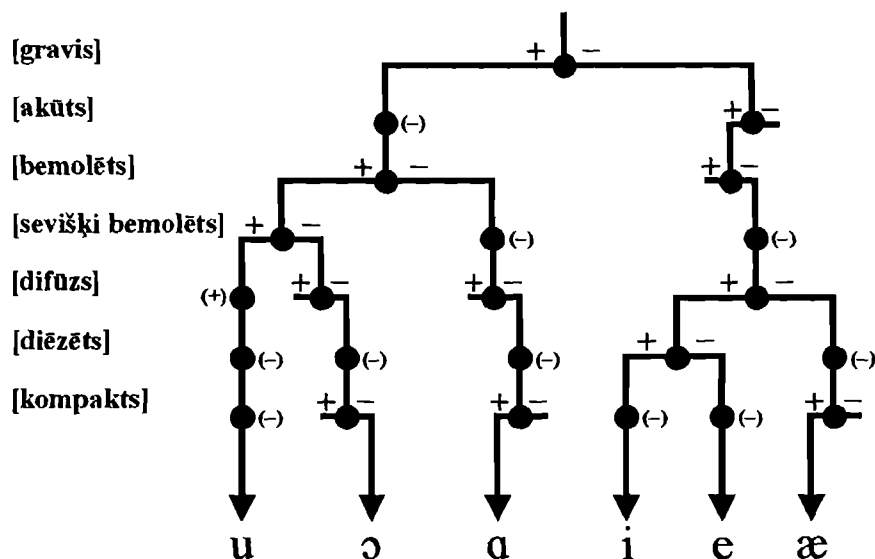 [gravis] + −
[akūts] (−) + −
[bemolēts] + − + −
[sevišķi bemolēts] + − (−) (−)
[difūzs] (+) + − + − + −
[diēzēts] (−) (−) (−) + − (−)
[kompakts] (−) + − + − (−) (−) + −
u ɔ ɑ i e æ